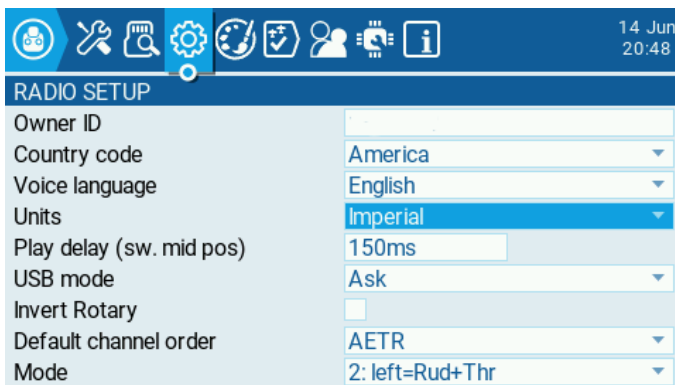 14 Jun
20:48
RADIO SETUP
Owner ID
Country code America
Voice language English
Units Imperial
Play delay (sw. mid pos) 150ms
USB mode Ask
Invert Rotary
Default channel order AETR
Mode 2: left=Rud+Thr